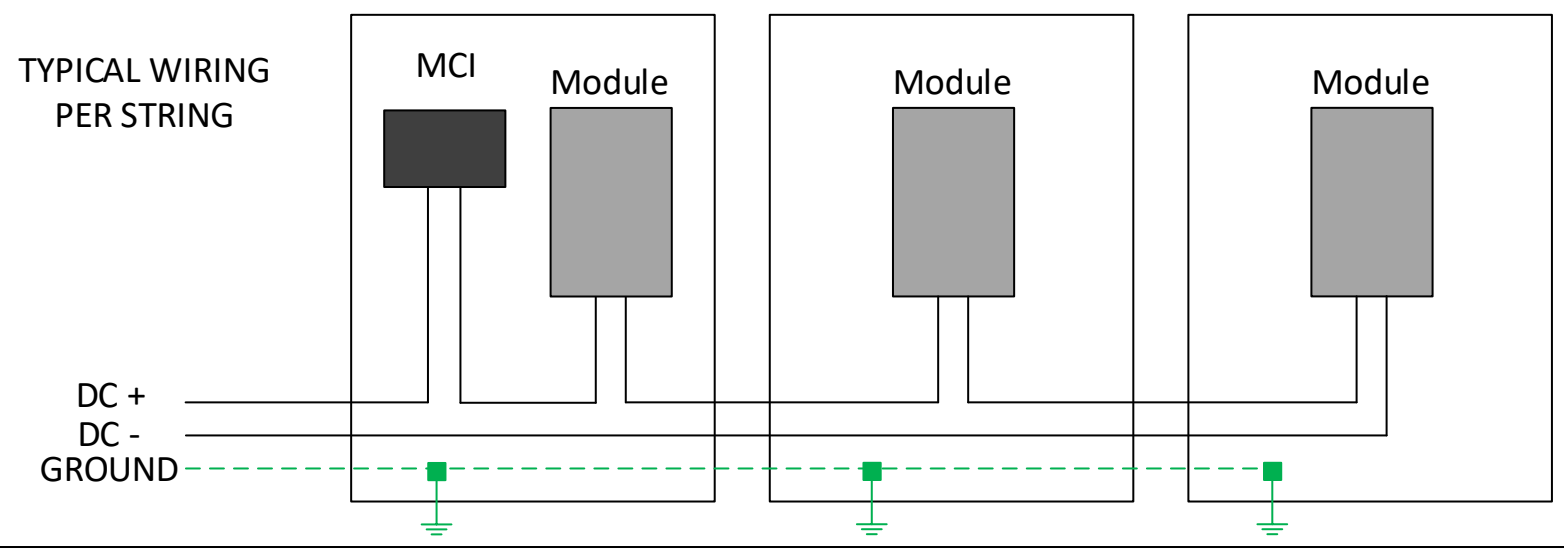 TYPICAL WIRING
PER STRING
MCI
Module
Module
Module
DC +
DC -
GROUND